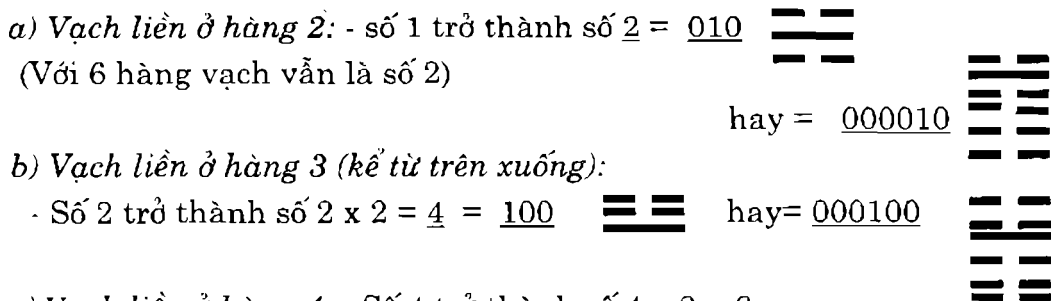 a) Vạch liền ở hàng 2: - số 1 trở thành số 2 = 010
(Với 6 hàng vạch vẫn là số 2)
hay = 000010
b) Vạch liền ở hàng 3 (kể từ trên xuống):
- Số 2 trở thành số 2 x 2 = 4 = 100 hay= 000100